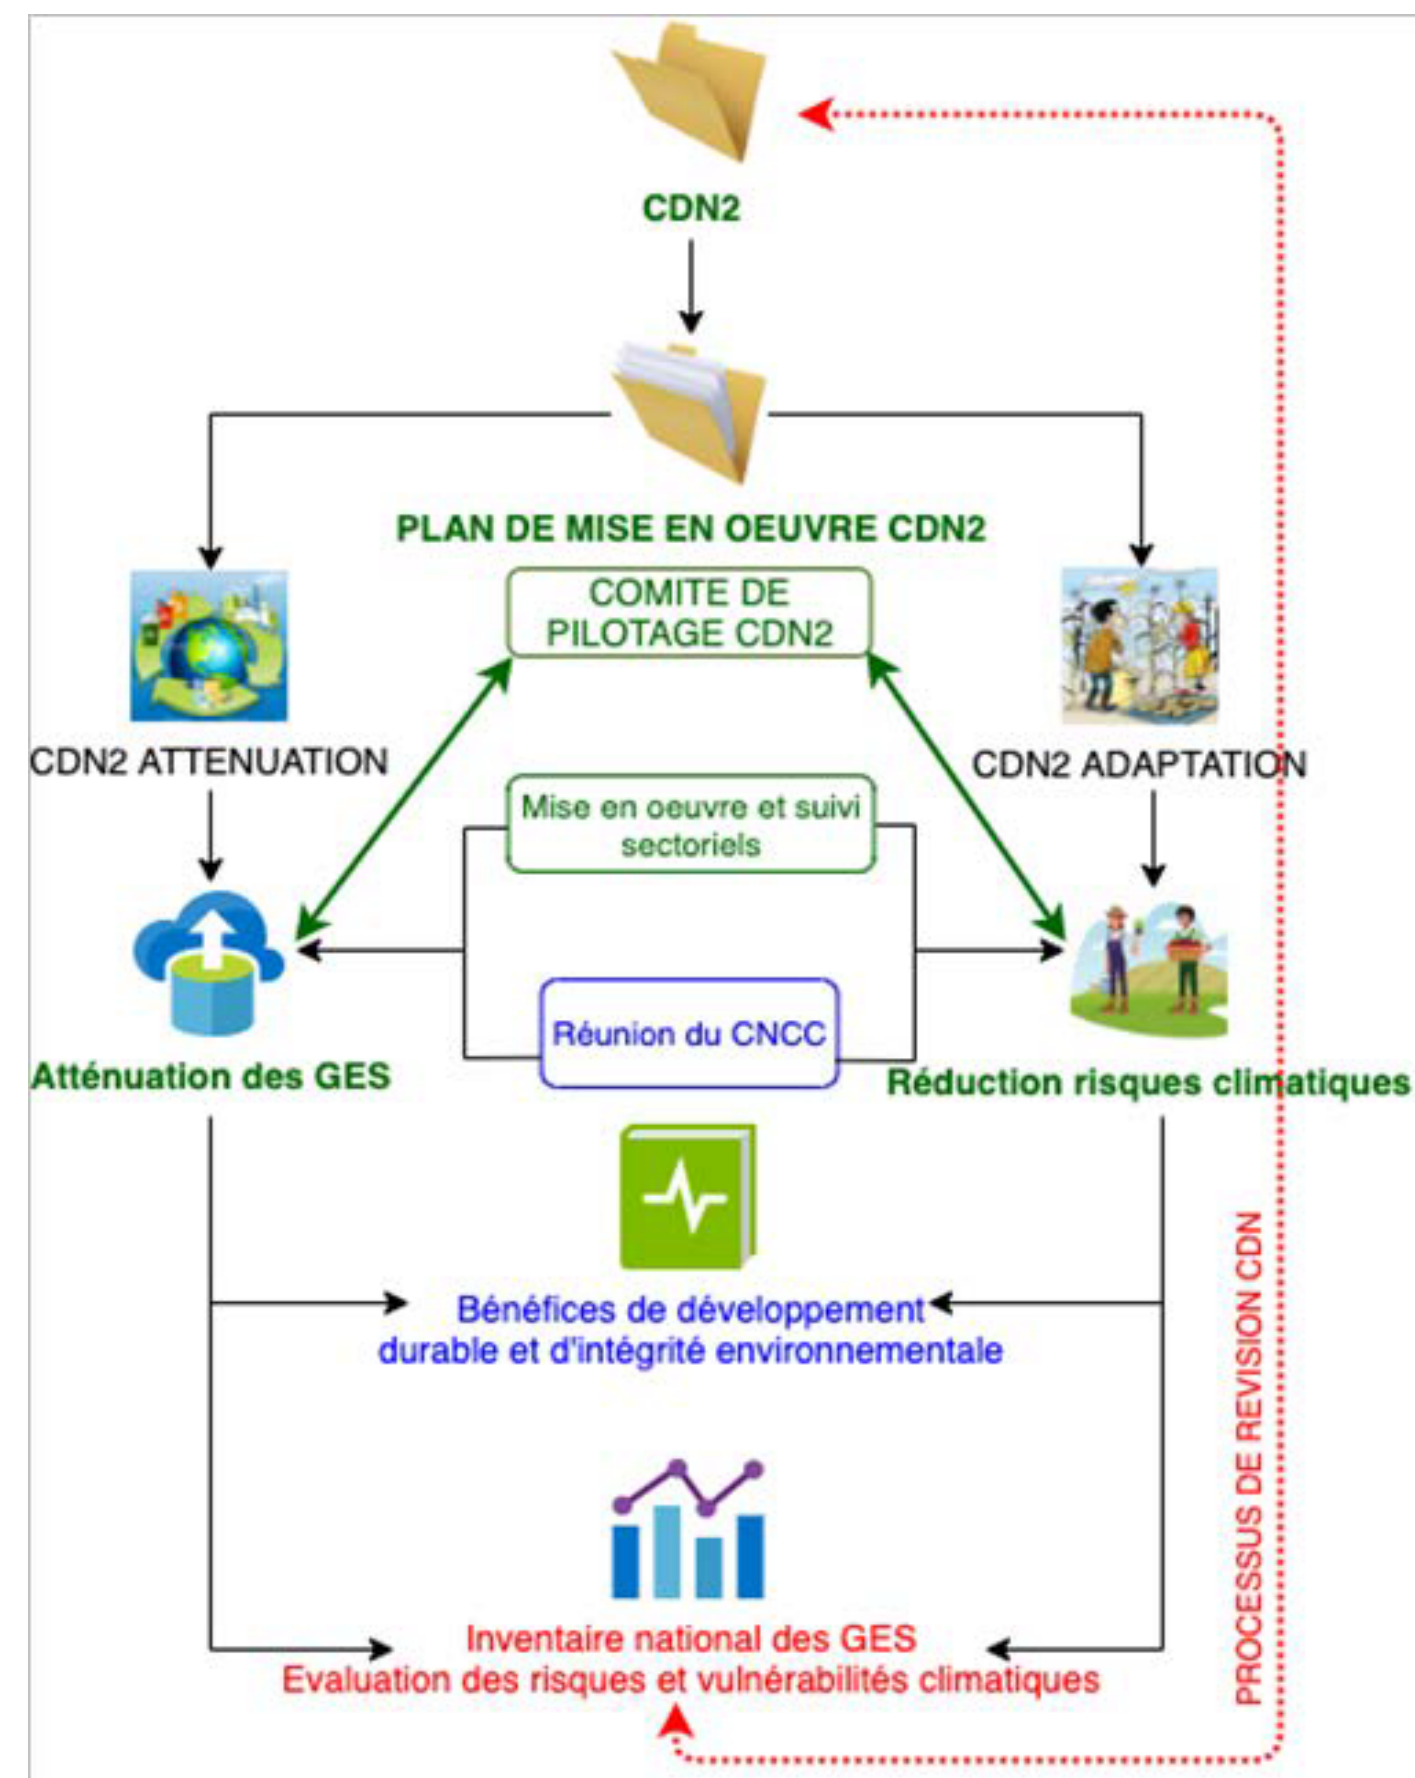 CDN2
PLAN DE MISE EN OEUVRE CDN2
COMITE DE
PILOTAGE CDN2
CDN2 ATTENUATION
CDN2 ADAPTATION
Mise en oeuvre et suivi
sectoriels
Réunion du CNCC
Atténuation des GES
Réduction risques climatiques
Bénéfices de développement
durable et d'intégrité environnementale
Inventaire national des GES
Evaluation des risques et vulnérabilités climatiques
PROCESSUS DE REVISION CDN